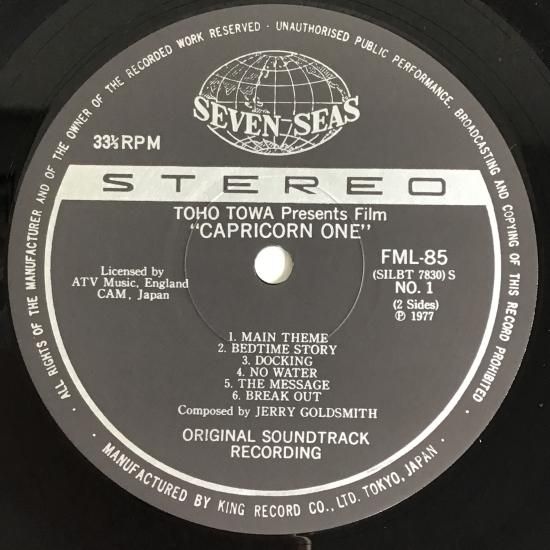 ALL RIGHTS OF THE MANUFACTURER AND OF THE OWNER OF THE RECORDED WORK RESERVED · UNAUTHORISED PUBLIC PERFORMANCE, BROADCASTING AND COPYING OF THIS RECORD PROHIBITED
SEVEN SEAS
33⅓ RPM
STEREO
TOHO TOWA Presents Film
"CAPRICORN ONE"
Licensed by
ATV Music, England
CAM, Japan
FML-85
(SILBT 7830) S
NO. 1
(2 Sides)
Ⓟ 1977
1. MAIN THEME
2. BEDTIME STORY
3. DOCKING
4. NO WATER
5. THE MESSAGE
6. BREAK OUT
Composed by JERRY GOLDSMITH
ORIGINAL SOUNDTRACK
RECORDING
· MANUFACTURED BY KING RECORD CO., LTD. TOKYO, JAPAN ·